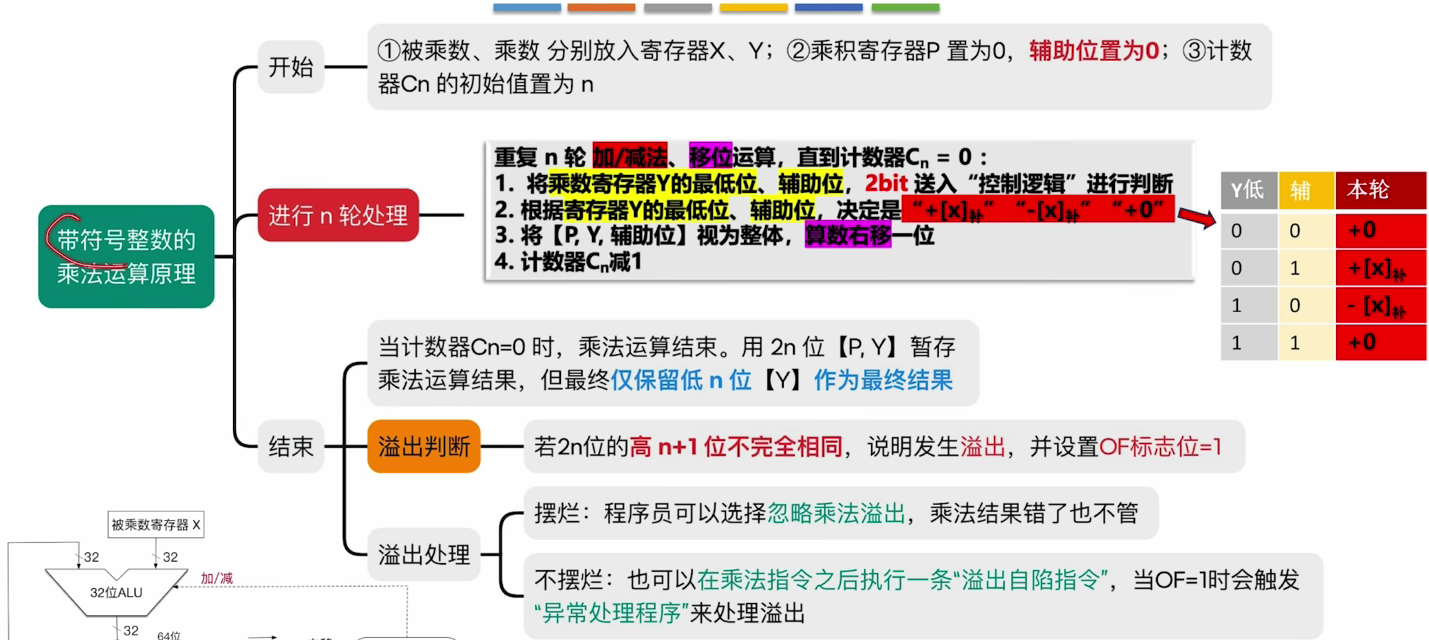 开始
①被乘数、乘数 分别放入寄存器X、Y；②乘积寄存器P 置为0，辅助位置为0；③计数
器Cn 的初始值置为 n
带符号整数的
乘法运算原理
进行 n 轮处理
重复 n 轮 加/减法、移位运算，直到计数器Cn = 0：
1. 将乘数寄存器Y的最低位、辅助位，2bit 送入“控制逻辑”进行判断
2. 根据寄存器Y的最低位、辅助位，决定是 “+[x]补” “-[x]补” “+0”
3. 将【P, Y, 辅助位】视为整体，算数右移一位
4. 计数器Cn减1
Y低 辅 本轮
0 0 +0
0 1 +[x]补
1 0 - [x]补
1 1 +0
结束
当计数器Cn=0 时，乘法运算结束。用 2n 位【P, Y】暂存
乘法运算结果，但最终仅保留低 n 位【Y】作为最终结果
溢出判断
若2n位的高 n+1 位不完全相同，说明发生溢出，并设置OF标志位=1
溢出处理
摆烂：程序员可以选择忽略乘法溢出，乘法结果错了也不管
不摆烂：也可以在乘法指令之后执行一条“溢出自陷指令”，当OF=1时会触发
“异常处理程序”来处理溢出
被乘数寄存器 X
32 32
加/减
32位ALU
32
64位